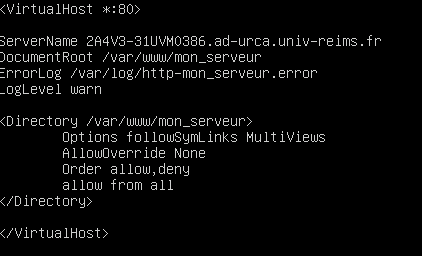 <VirtualHost *:80>
ServerName 2A4V3-31UVM0386.ad-urca.univ-reims.fr
DocumentRoot /var/www/mon_serveur
ErrorLog /var/log/http-mon_serveur.error
LogLevel warn
<Directory /var/www/mon_serveur>
Options followSymLinks MultiViews
AllowOverride None
Order allow,deny
allow from all
</Directory>
</VirtualHost>